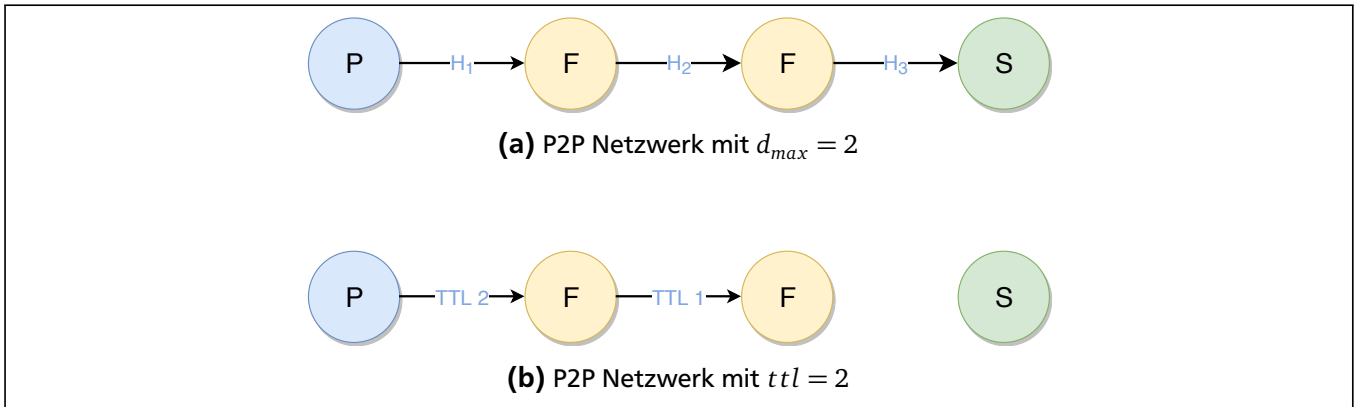 P H₁ F H₂ F H₃ S
(a) P2P Netzwerk mit d_max = 2
P TTL 2 F TTL 1 F S
(b) P2P Netzwerk mit ttl = 2